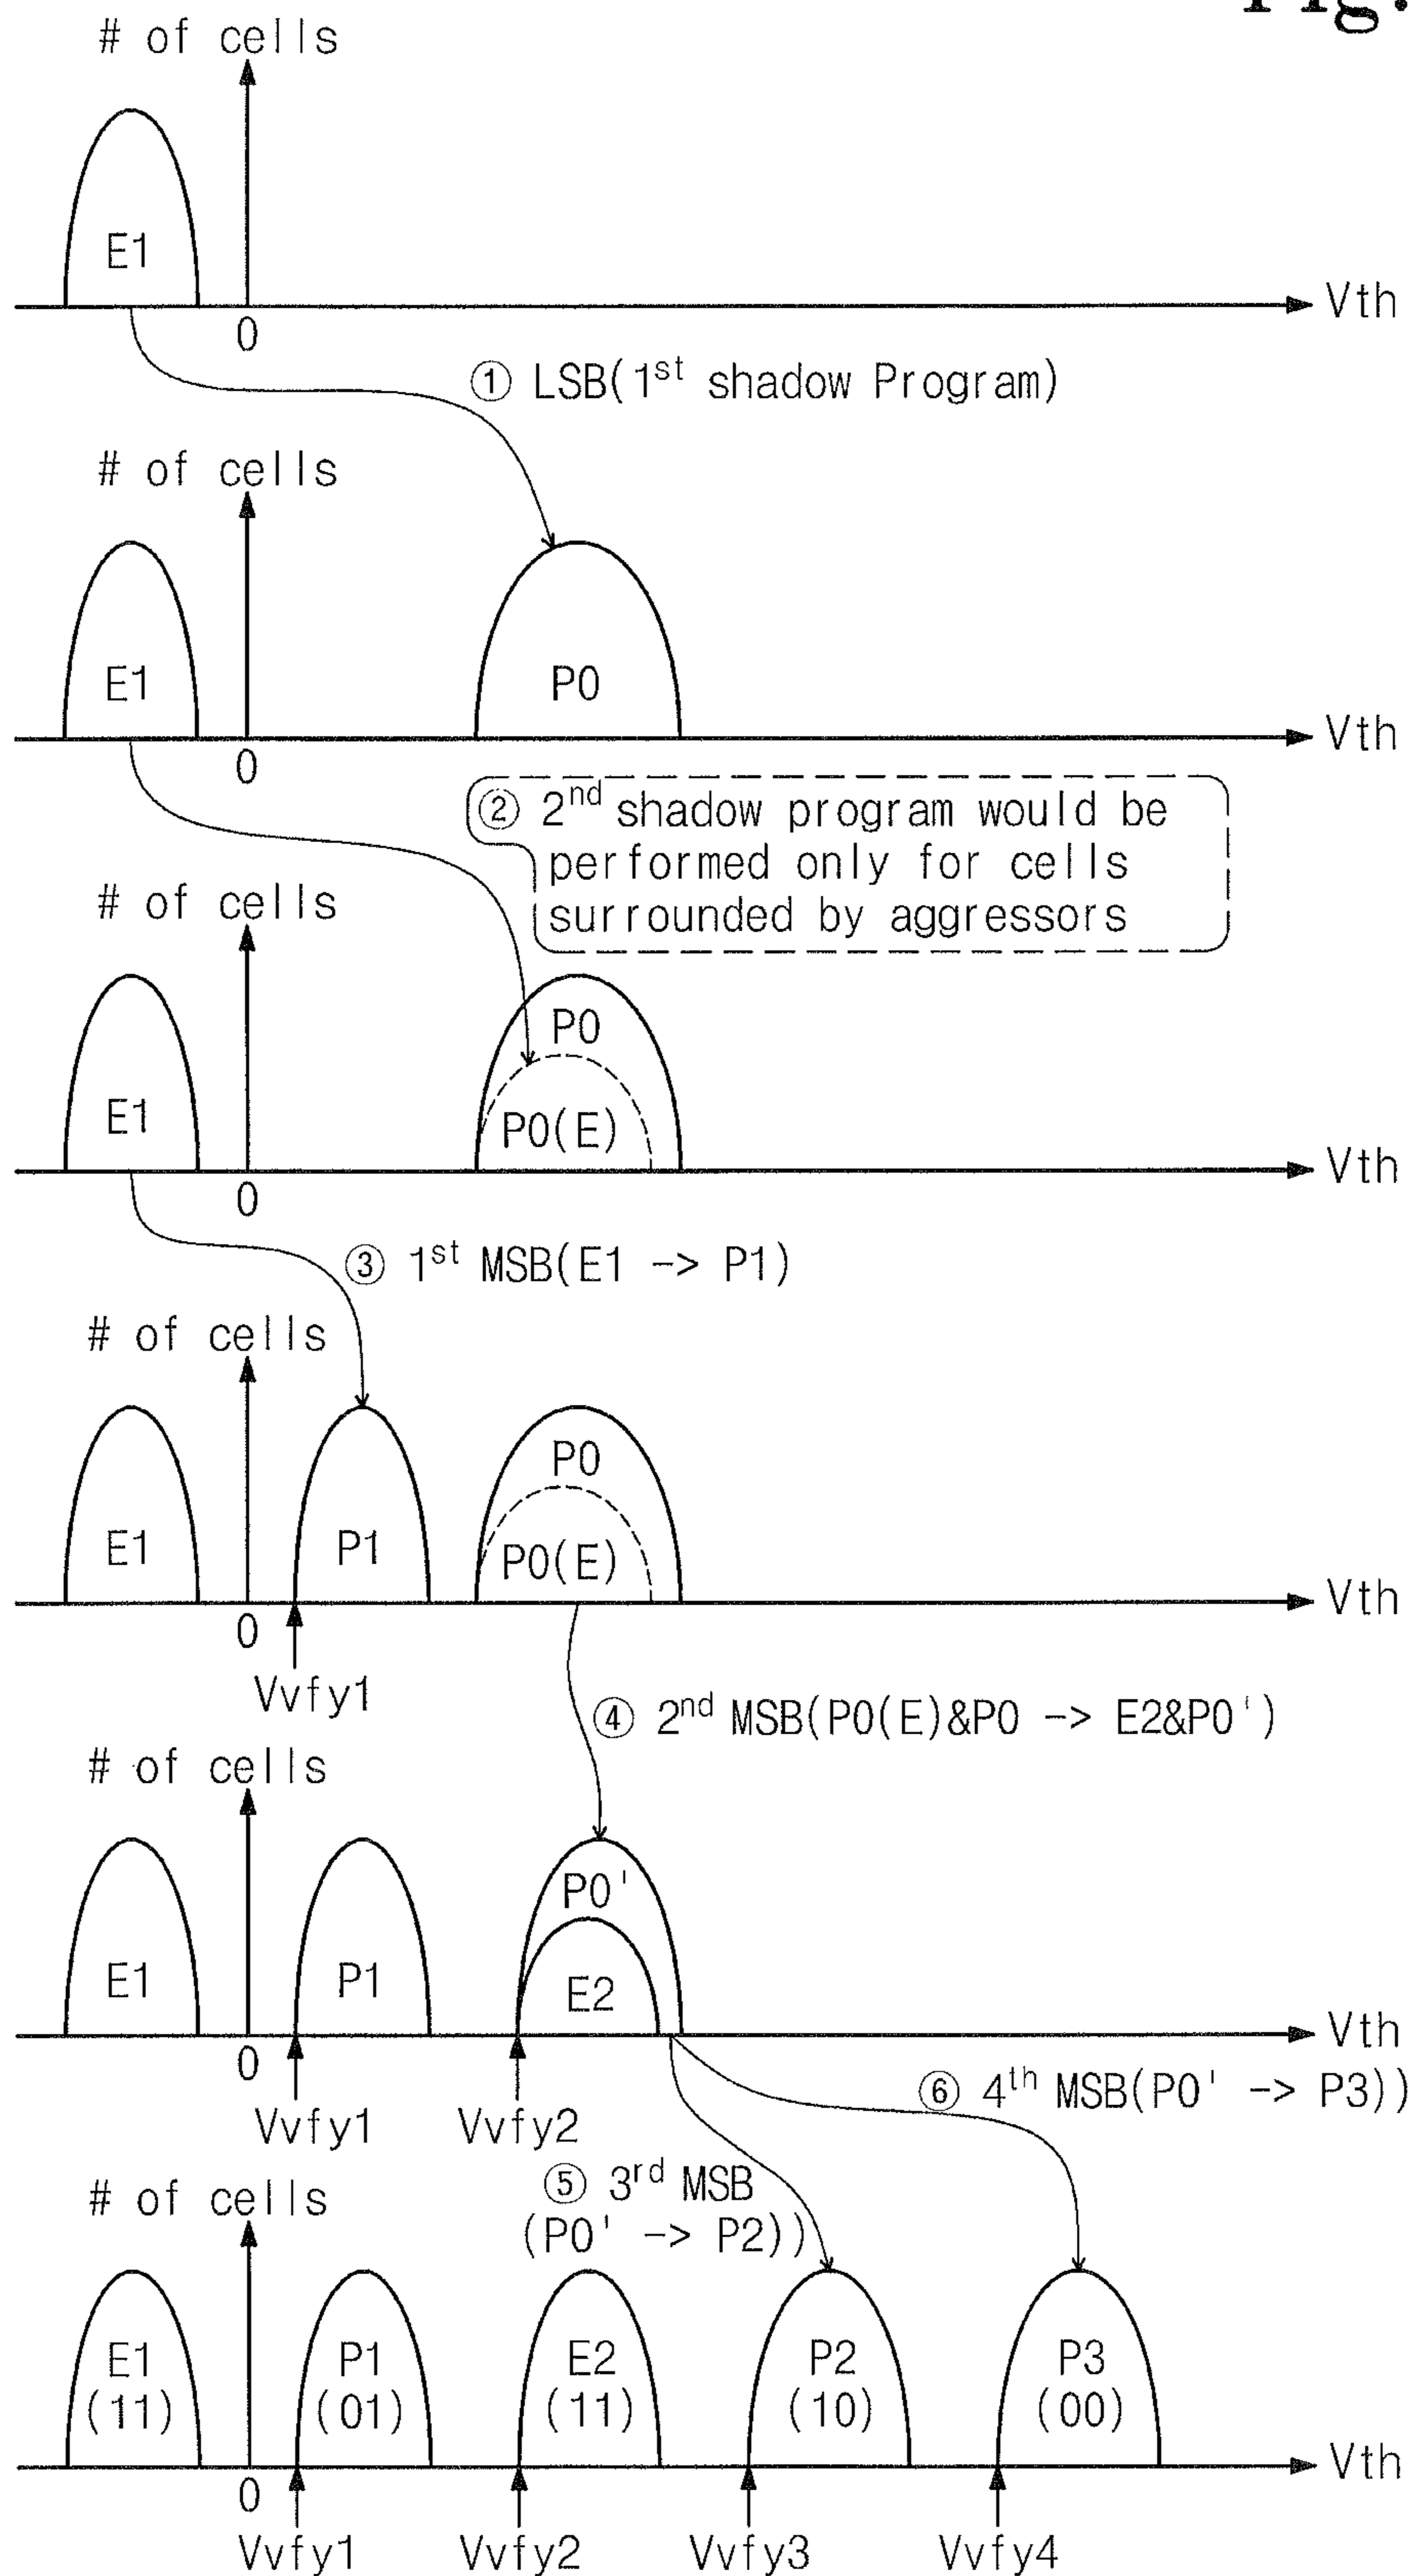 Fig.
# of cells
E1
0
Vth
① LSB(1st shadow Program)
# of cells
E1
P0
0
Vth
② 2nd shadow program would be
performed only for cells
surrounded by aggressors
# of cells
E1
P0
P0(E)
0
Vth
③ 1st MSB(E1 -> P1)
# of cells
E1
P1
P0
P0(E)
0
Vth
Vvfy1
④ 2nd MSB(P0(E)&P0 -> E2&P0')
# of cells
E1
P1
P0'
E2
0
Vth
Vvfy1
Vvfy2
⑥ 4th MSB(P0' -> P3))
⑤ 3rd MSB
(P0' -> P2))
# of cells
E1
(11)
P1
(01)
E2
(11)
P2
(10)
P3
(00)
0
Vth
Vvfy1
Vvfy2
Vvfy3
Vvfy4